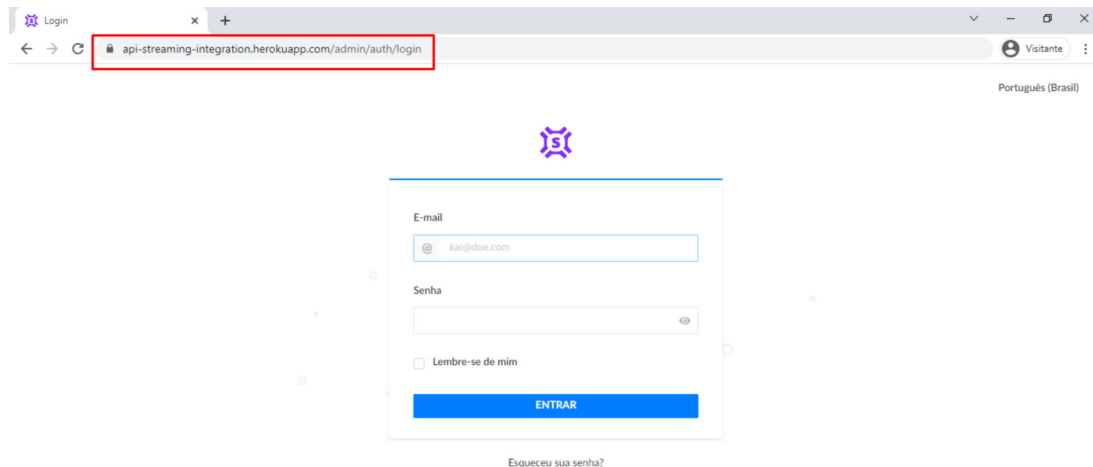 Login
api-streaming-integration.herokuapp.com/admin/auth/login
Visitante
Português (Brasil)
S
E-mail
@ kai@doe.com
Senha
Lembre-se de mim
ENTRAR
Esqueceu sua senha?